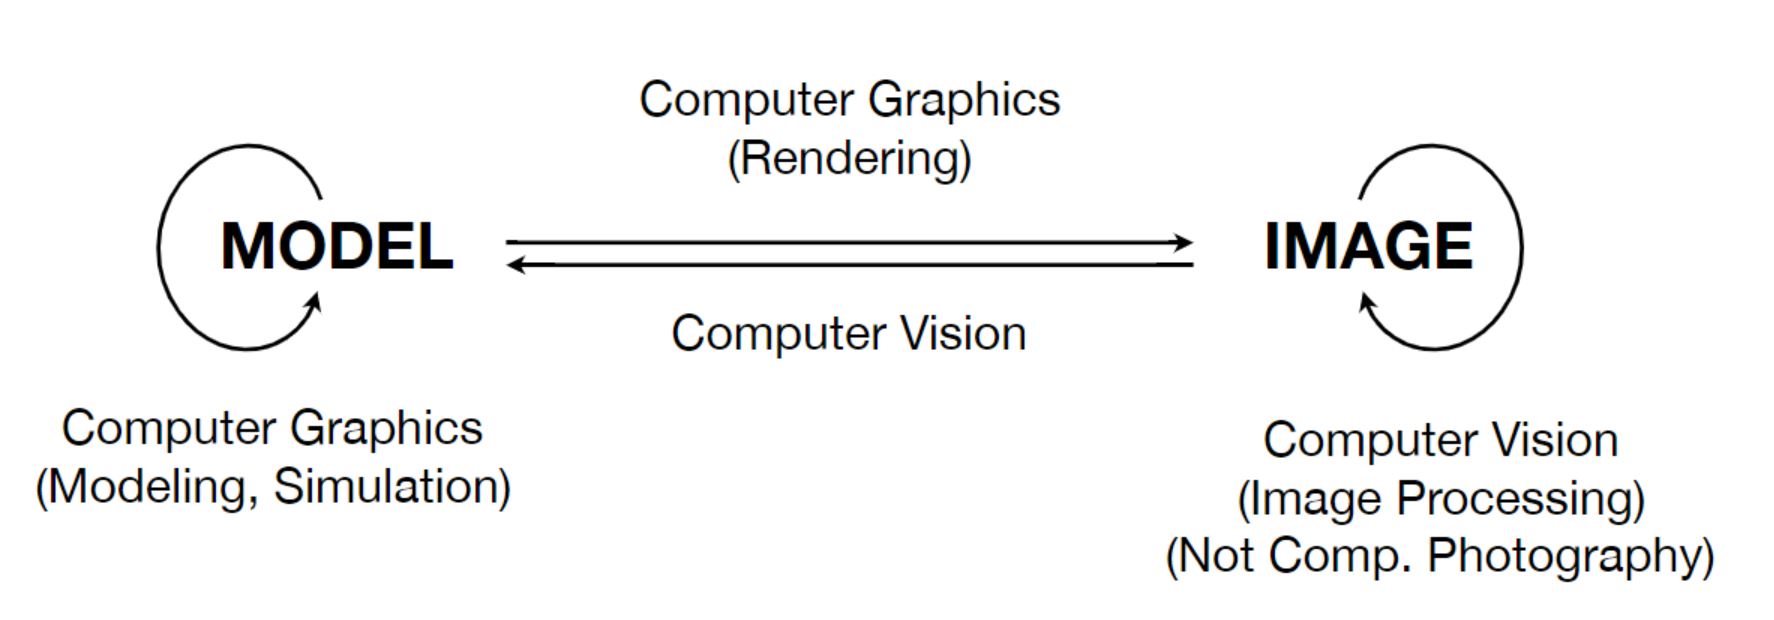 Computer Graphics
(Rendering)
MODEL
IMAGE
Computer Vision
Computer Graphics
(Modeling, Simulation)
Computer Vision
(Image Processing)
(Not Comp. Photography)